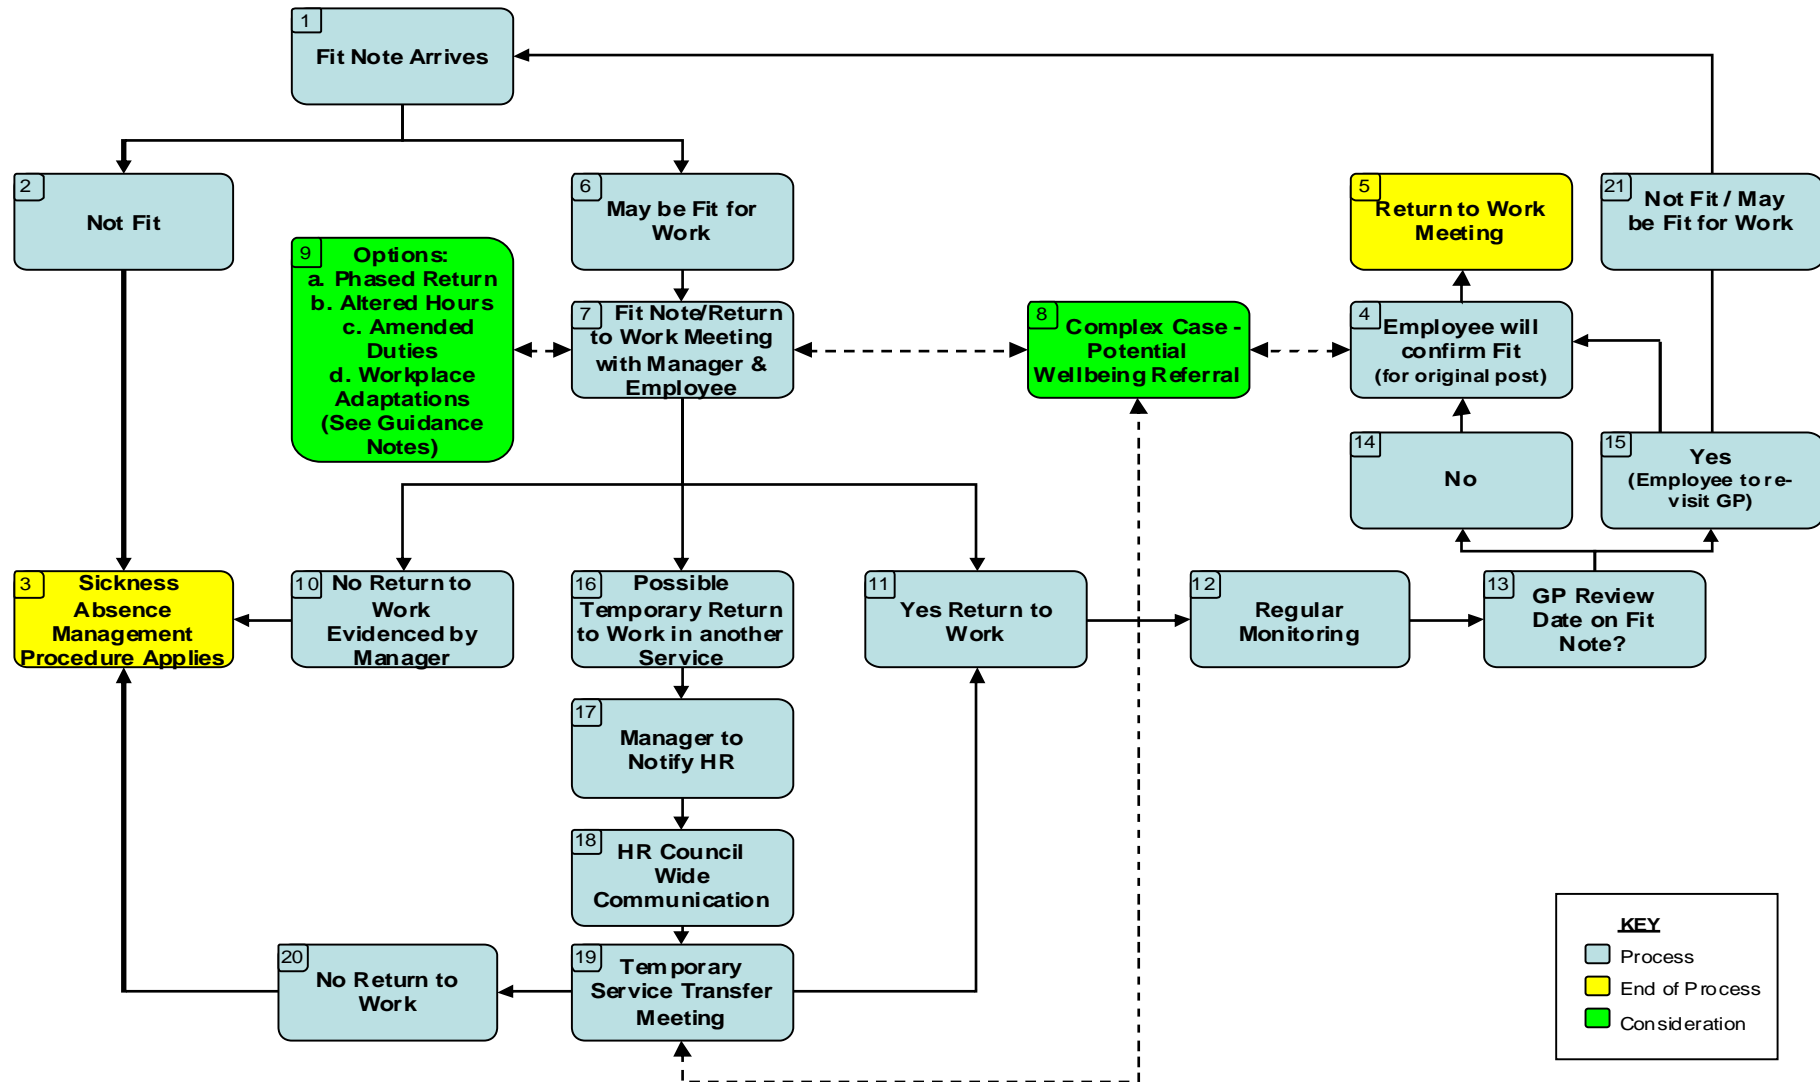 1
Fit Note Arrives
2
Not Fit
6
May be Fit for
Work
5
Return to Work
Meeting
21
Not Fit / May
be Fit for Work
9
Options:
a. Phased Return
b. Altered Hours
c. Amended
Duties
d. Workplace
Adaptations
(See Guidance
Notes)
7
Fit Note/Return
to Work Meeting
with Manager &
Employee
8
Complex Case -
Potential
Wellbeing Referral
4
Employee will
confirm Fit
(for original post)
14
No
15
Yes
(Employee to re-
visit GP)
3
Sickness
Absence
Management
Procedure Applies
10
No Return to
Work
Evidenced by
Manager
16
Possible
Temporary Return
to Work in another
Service
11
Yes Return to
Work
12
Regular
Monitoring
13
GP Review
Date on Fit
Note?
17
Manager to
Notify HR
18
HR Council
Wide
Communication
20
No Return to
Work
19
Temporary
Service Transfer
Meeting
KEY
Process
End of Process
Consideration